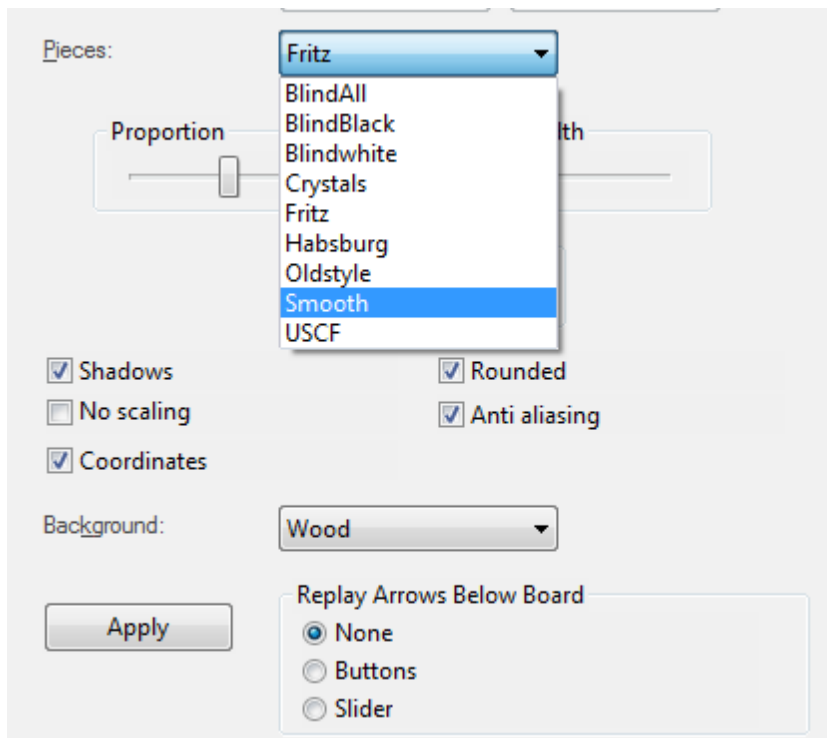 Pieces:
Fritz
BlindAll
BlindBlack
Blindwhite
Crystals
Fritz
Habsburg
Oldstyle
Smooth
USCF
Proportion
Shadows
Rounded
No scaling
Anti aliasing
Coordinates
Background:
Wood
Replay Arrows Below Board
Apply
None
Buttons
Slider